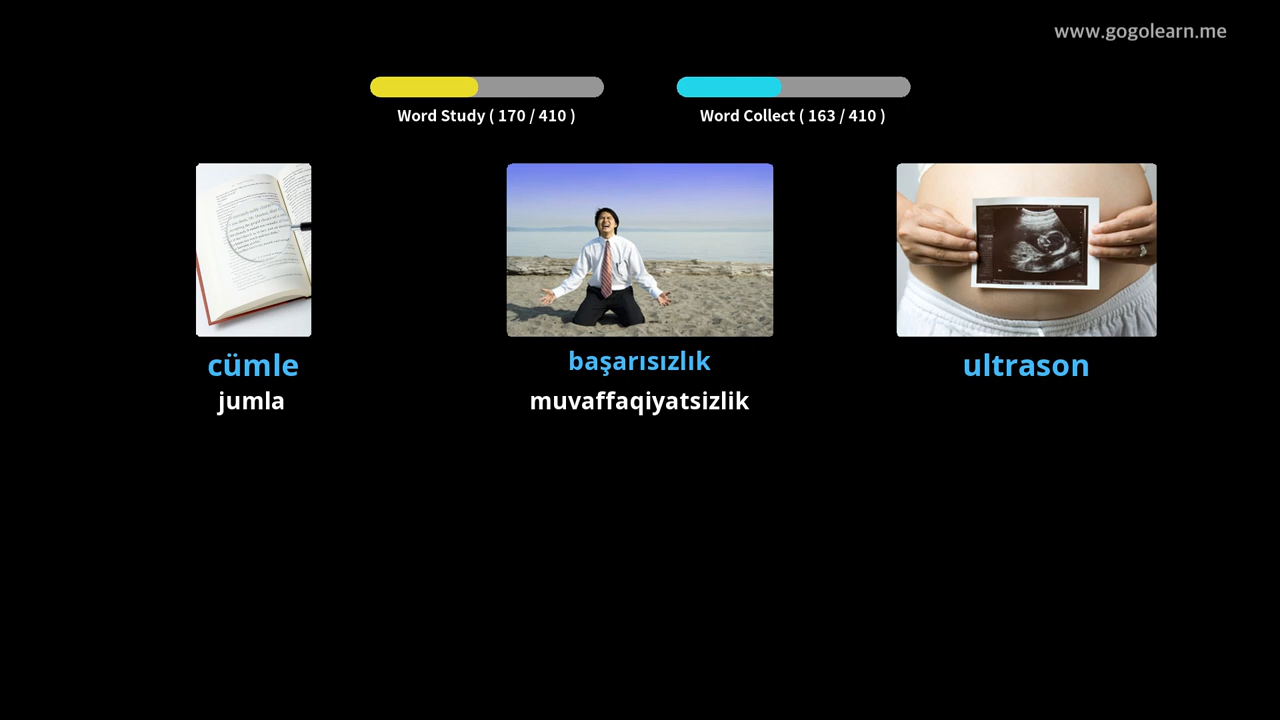 www.gogolearn.me
Word Study ( 170 / 410 )
Word Collect ( 163 / 410 )
cümle
jumla
başarısızlık
muvaffaqiyatsizlik
ultrason